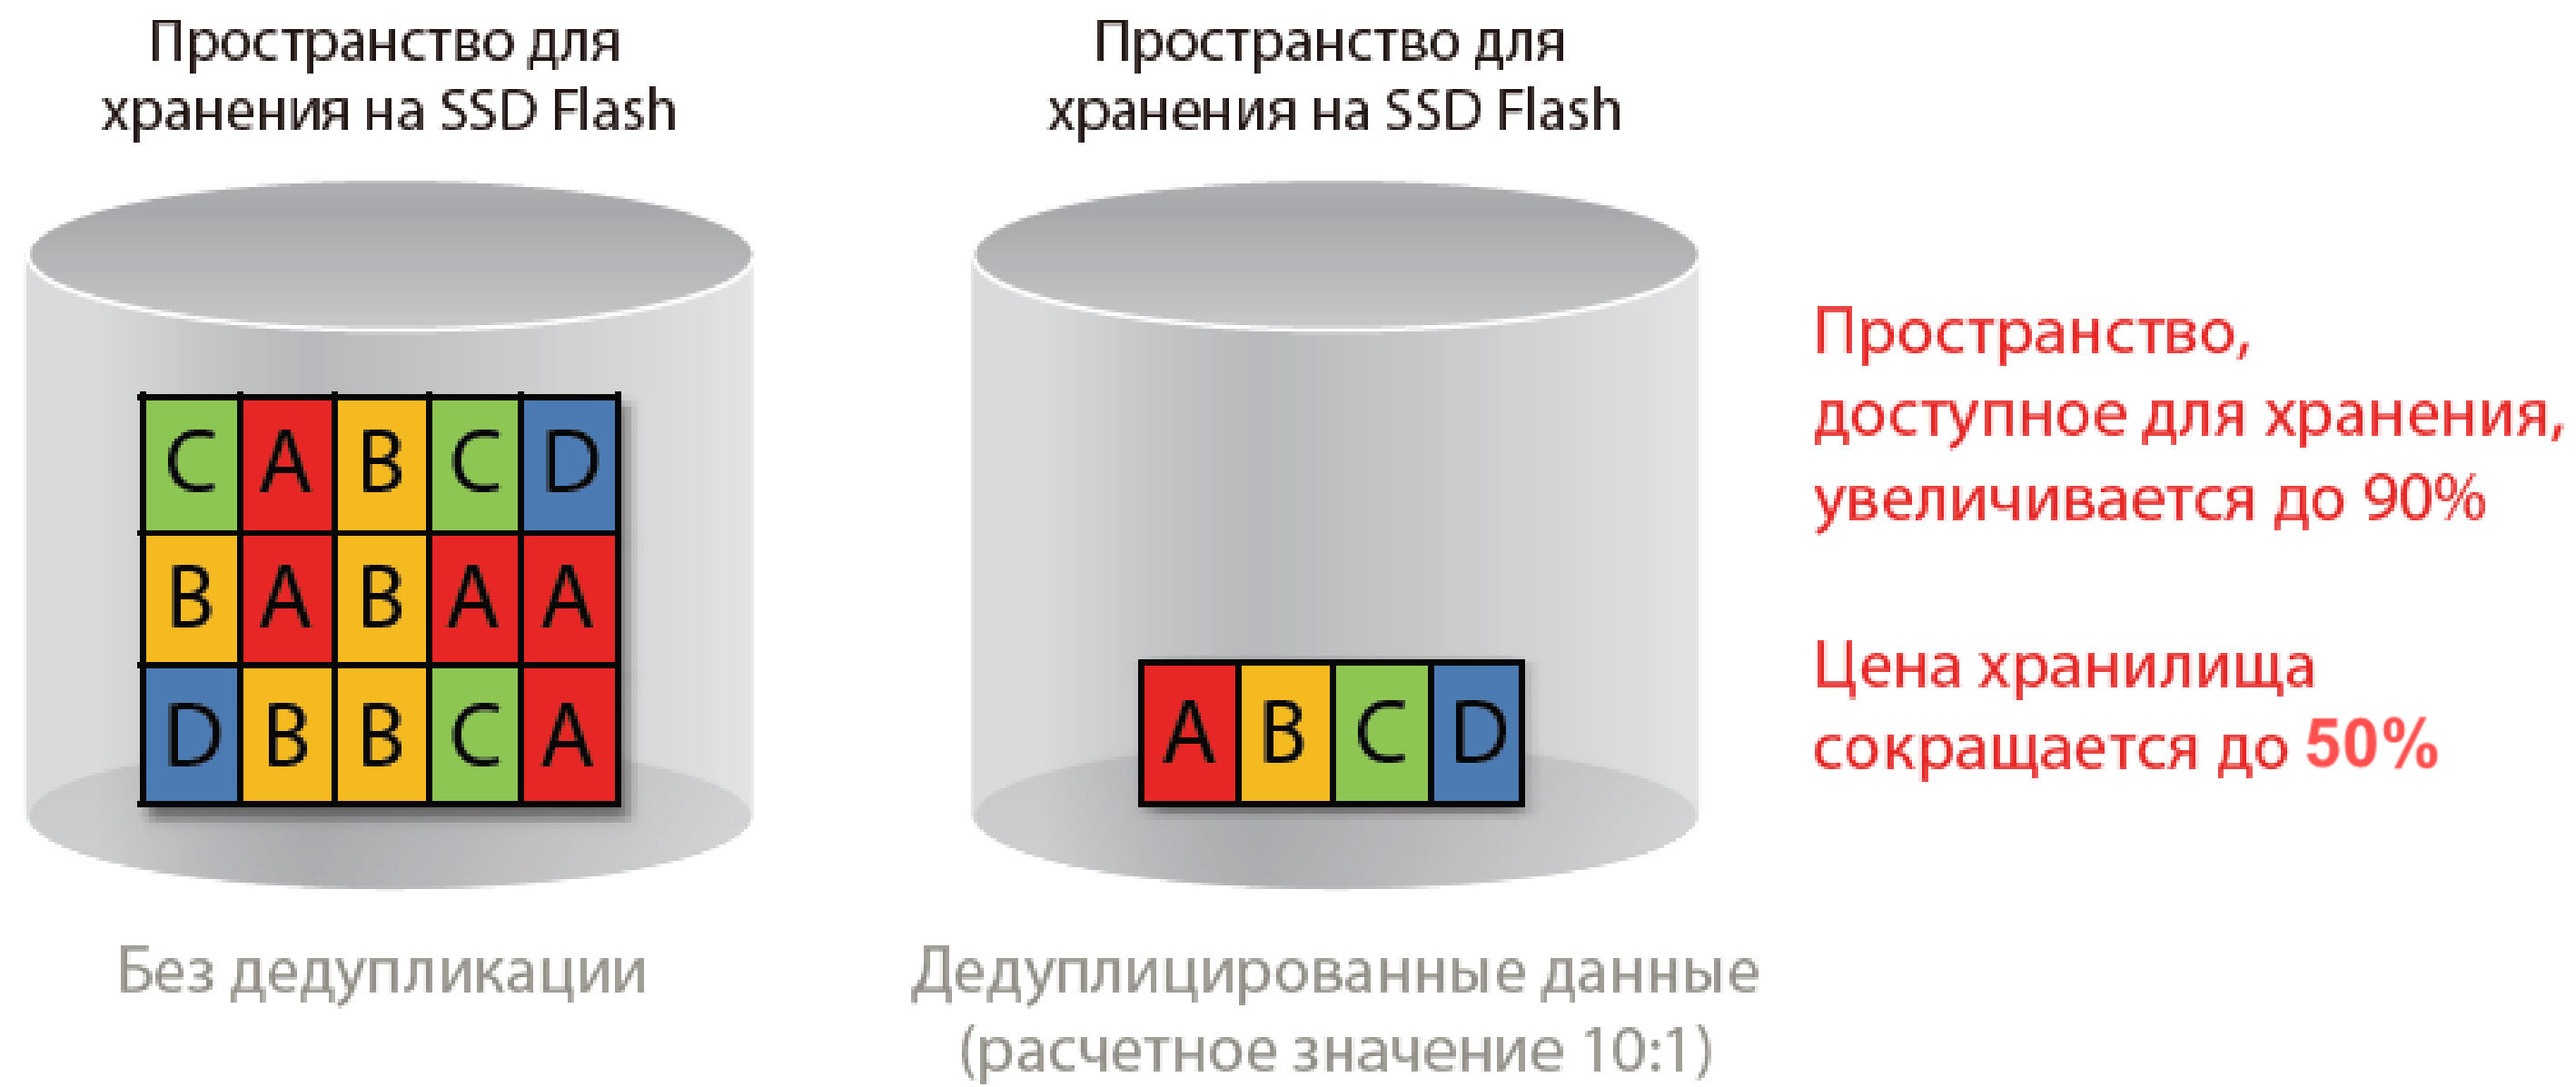 Пространство для
хранения на SSD Flash
Пространство для
хранения на SSD Flash
C A B C D
B A B A A
D B B C A
A B C D
Пространство,
доступное для хранения,
увеличивается до 90%
Цена хранилища
сокращается до 50%
Без дедупликации
Дедуплицированные данные
(расчетное значение 10:1)